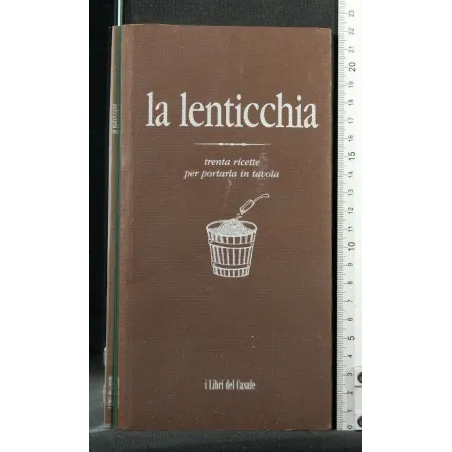 la lenticchia
trenta ricette
per portarla in tavola
i Libri del Casale